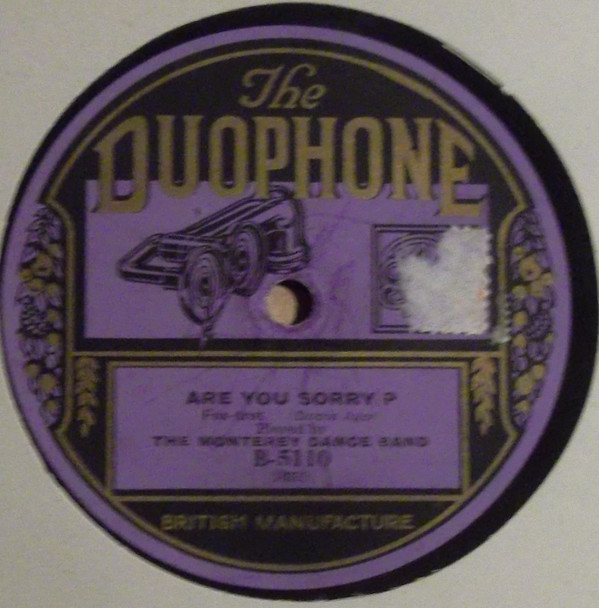 The
DUOPHONE
ARE YOU SORRY ?
Fox-trot
Played by
THE MONTEREY DANCE BAND
B-5110
BRITISH MANUFACTURE